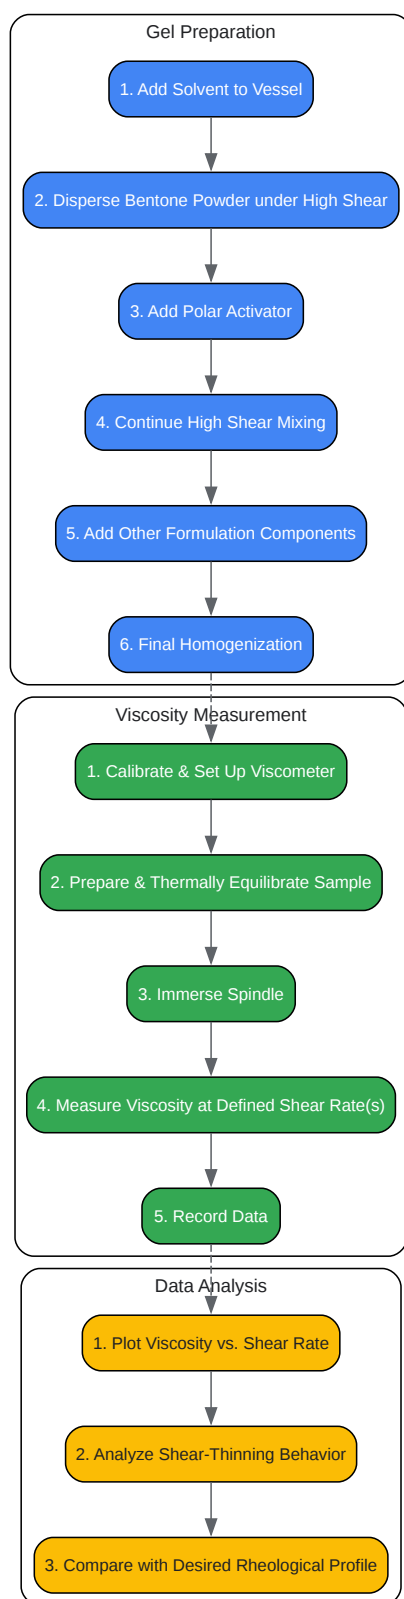 Gel Preparation
1. Add Solvent to Vessel
2. Disperse Bentone Powder under High Shear
3. Add Polar Activator
4. Continue High Shear Mixing
5. Add Other Formulation Components
6. Final Homogenization
Viscosity Measurement
1. Calibrate & Set Up Viscometer
2. Prepare & Thermally Equilibrate Sample
3. Immerse Spindle
4. Measure Viscosity at Defined Shear Rate(s)
5. Record Data
Data Analysis
1. Plot Viscosity vs. Shear Rate
2. Analyze Shear-Thinning Behavior
3. Compare with Desired Rheological Profile